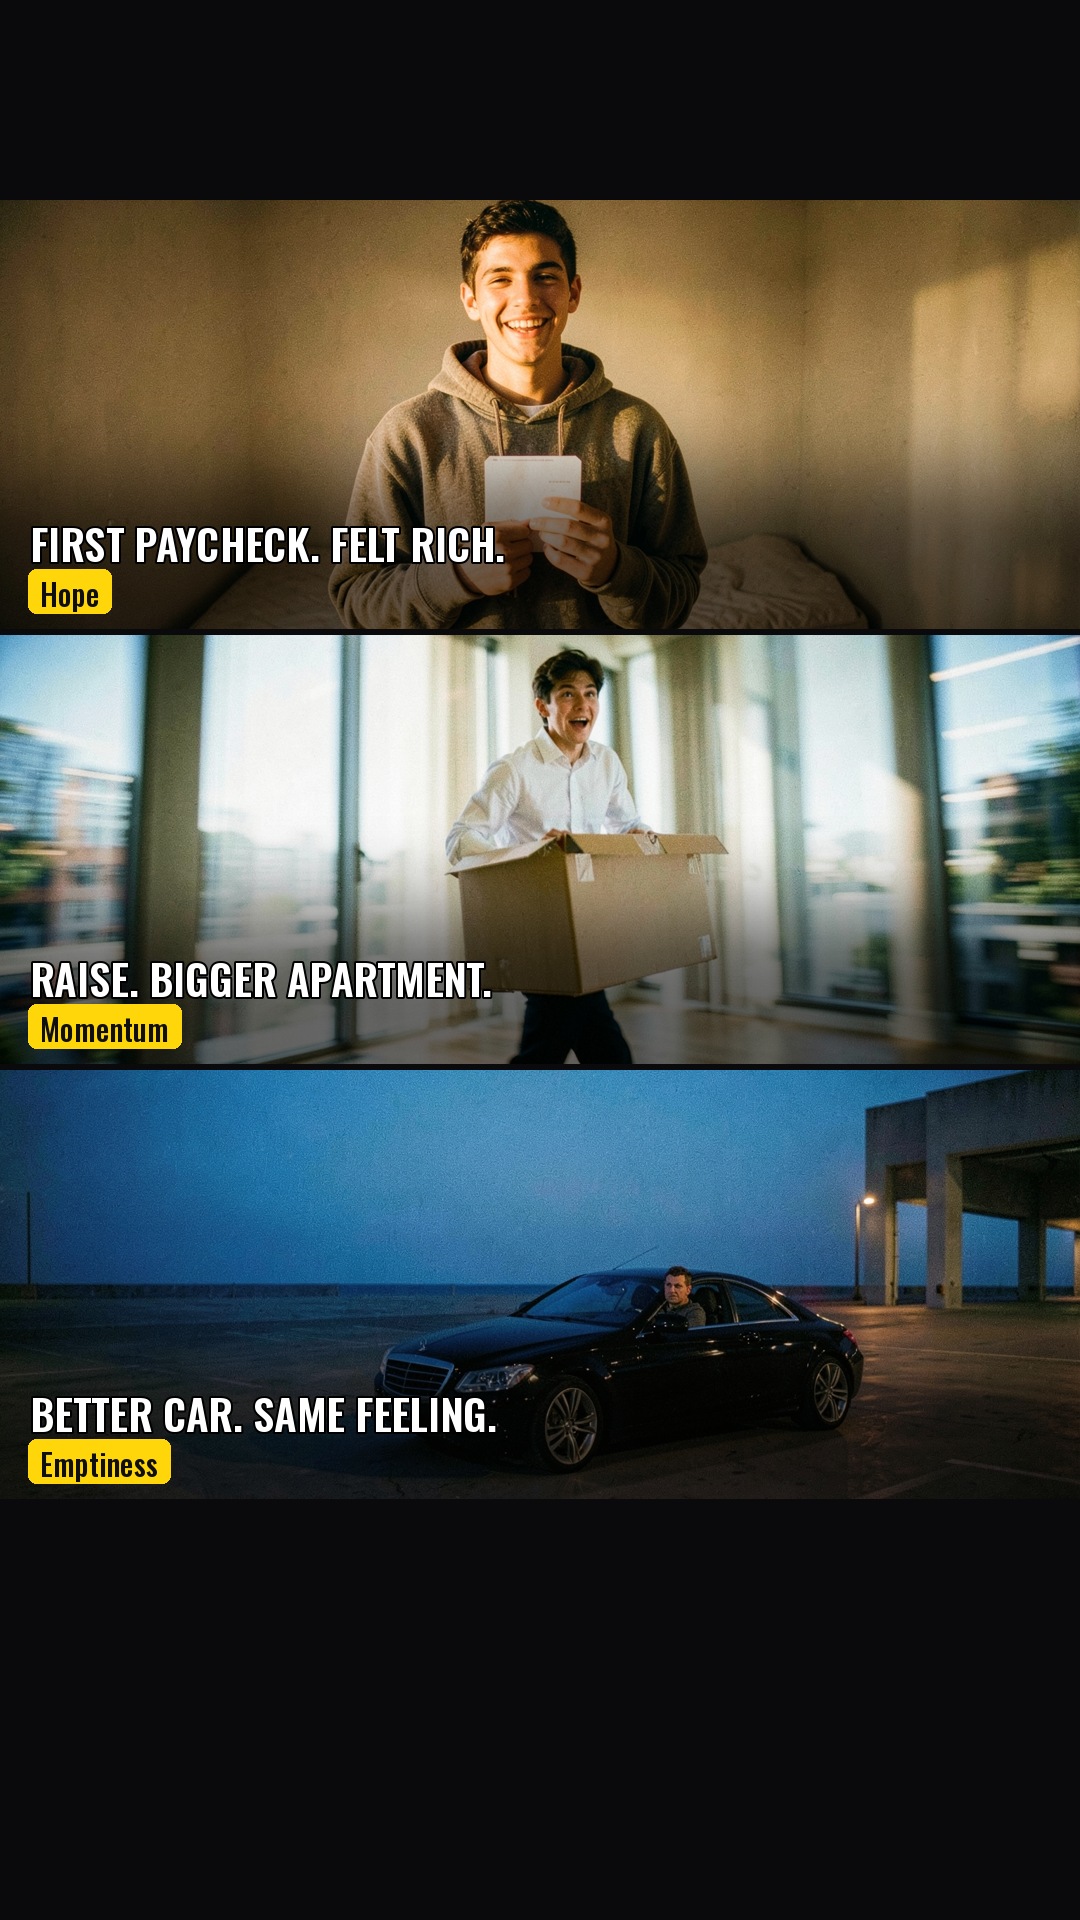 FIRST PAYCHECK. FELT RICH.
Hope
RAISE. BIGGER APARTMENT.
Momentum
BETTER CAR. SAME FEELING.
Emptiness